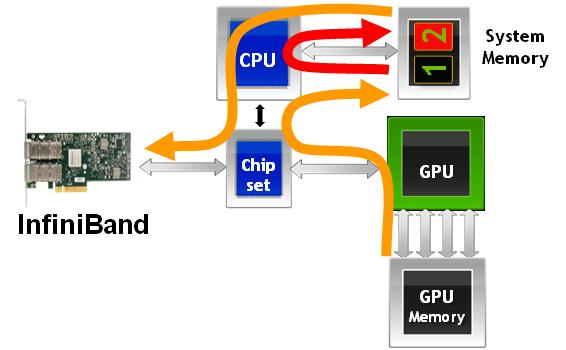 CPU
2
1
System
Memory
Chip
set
GPU
InfiniBand
GPU
Memory